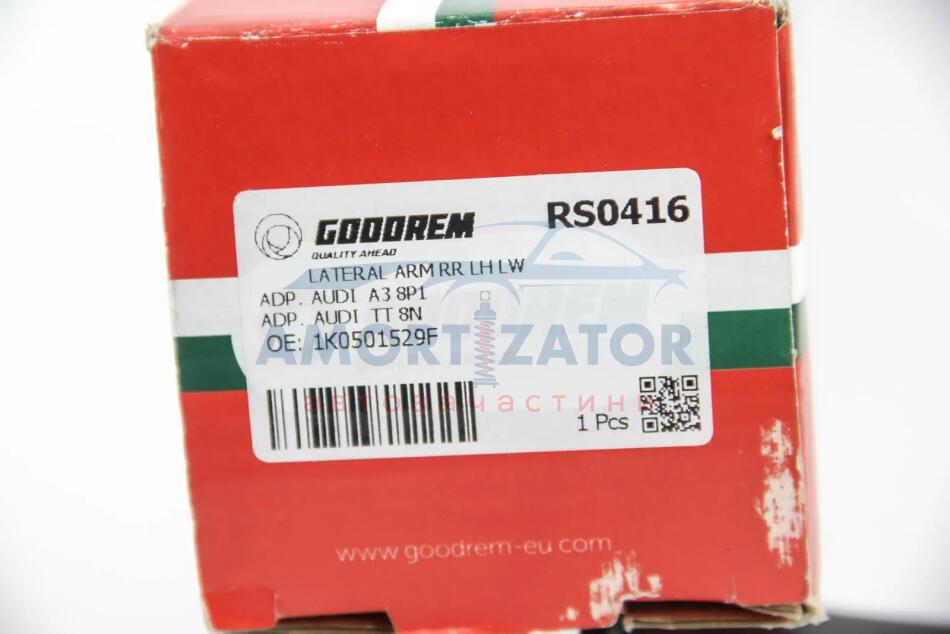 GOODREM
QUALITY AHEAD
RS0416
LATERAL ARM RR LH LW
ADP. AUDI A3 8P1
ADP. AUDI TT 8N
OE: 1K0501529F
AMORTIZATOR
автозапчастини
1 Pcs
www.goodrem-eu.com